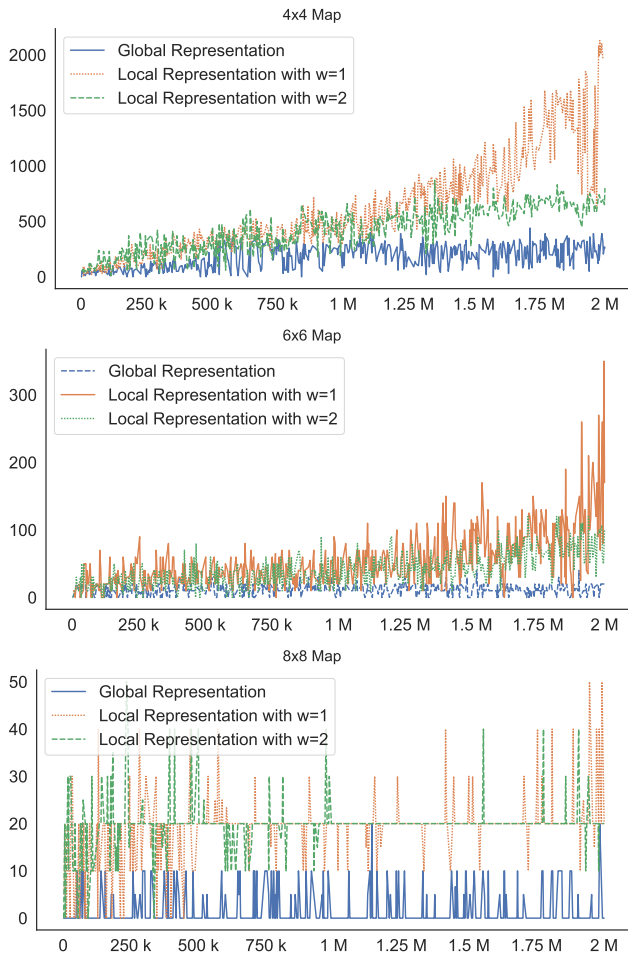 4x4 Map
2000
1500
1000
500
0
Global Representation
Local Representation with w=1
Local Representation with w=2
0 250 k 500 k 750 k 1 M 1.25 M 1.5 M 1.75 M 2 M
6x6 Map
300
200
100
0
Global Representation
Local Representation with w=1
Local Representation with w=2
0 250 k 500 k 750 k 1 M 1.25 M 1.5 M 1.75 M 2 M
8x8 Map
50
40
30
20
10
0
Global Representation
Local Representation with w=1
Local Representation with w=2
0 250 k 500 k 750 k 1 M 1.25 M 1.5 M 1.75 M 2 M